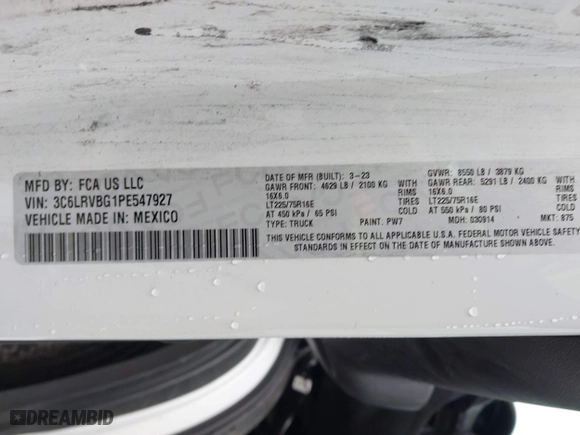 MFD BY: FCA US LLC
VIN: 3C6LRVBG1PE547927
VEHICLE MADE IN: MEXICO
DATE OF MFR (BUILT): 3-23
GVWR: 8550 LB / 3879 KG
GAWR FRONT: 4629 LB / 2100 KG WITH
GAWR REAR: 5291 LB / 2400 KG WITH
16X6.0 RIMS
16X6.0 RIMS
LT225/75R16E TIRES
LT225/75R16E TIRES
AT 450 kPa / 65 PSI COLD
AT 550 kPa / 80 PSI COLD
TYPE: TRUCK PAINT: PW7 MDH: 030914 MKT: 875
THIS VEHICLE CONFORMS TO ALL APPLICABLE U.S.A. FEDERAL MOTOR VEHICLE SAFETY
STANDARDS IN EFFECT ON THE DATE OF MANUFACTURE SHOWN ABOVE.
DREAMBID